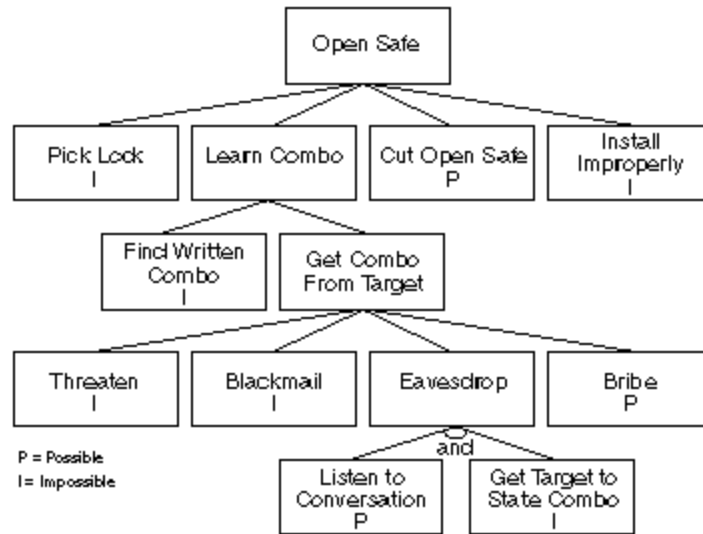 Open Safe
Pick Lock
I
Learn Combo
Cut Open Safe
P
Install
Improperly
I
Find Written
Combo
I
Get Combo
From Target
Threaten
I
Blackmail
I
Eavesdrop
Bribe
P
and
P = Possible
I = Impossible
Listen to
Conversation
P
Get Target to
State Combo
I